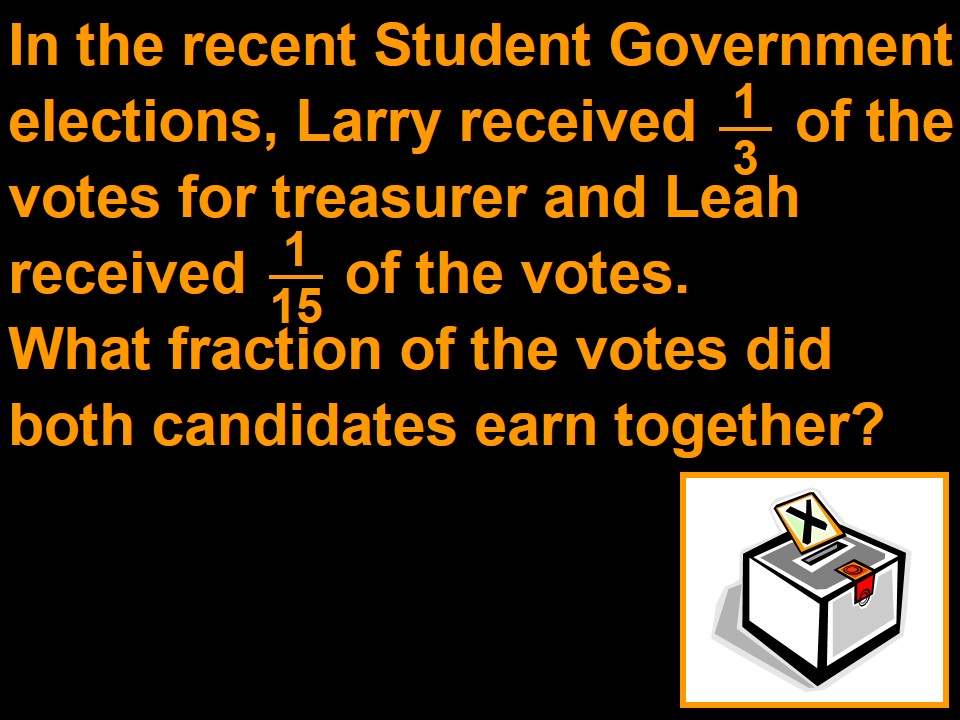 In the recent Student Government
elections, Larry received 1/3 of the
votes for treasurer and Leah
received 1/15 of the votes.
What fraction of the votes did
both candidates earn together?
X